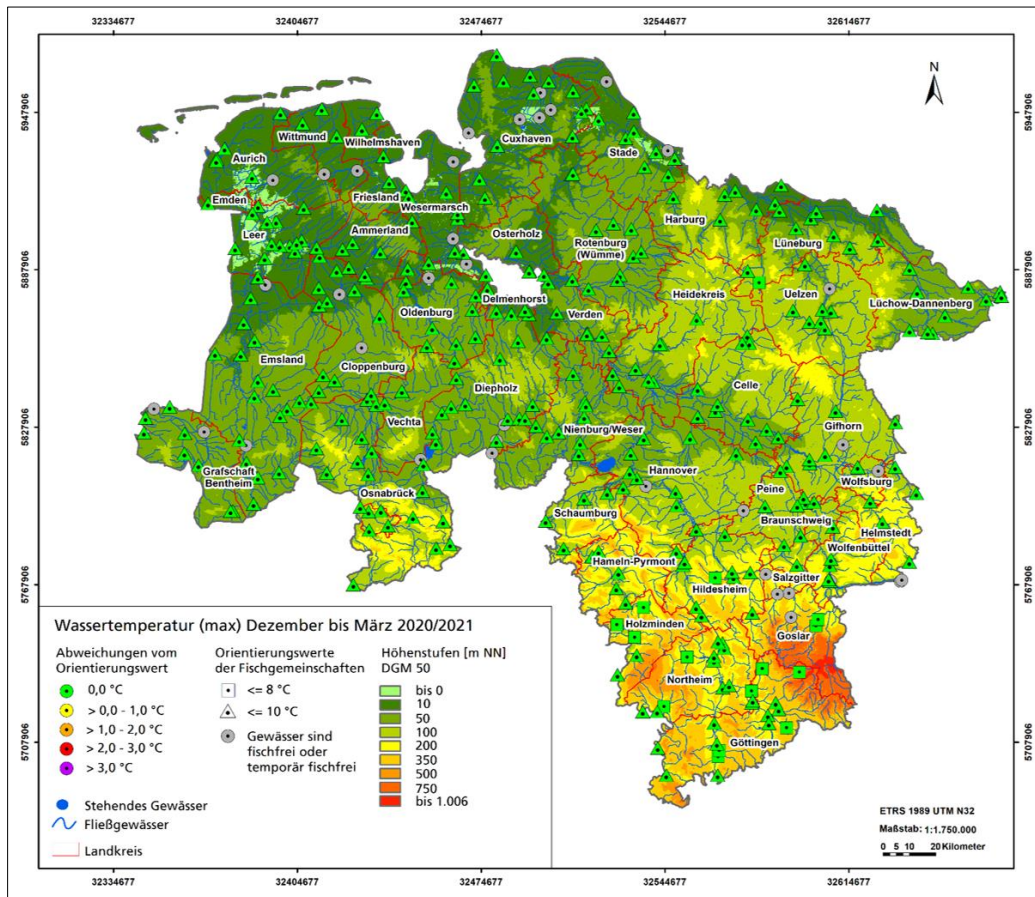 32334677 32404677 32474677 32544677 32614677
N
5947906 5947906
Cuxhaven
Wittmund
Wilhelmshaven
Stade
Aurich
Emden
Friesland
Wesermarsch
Harburg
Leer
Ammerland
Osterholz
Rotenburg
(Wümme)
Lüneburg
5887906 5887906
Heidekreis
Uelzen
Lüchow-Dannenberg
Delmenhorst
Oldenburg
Verden
Emsland
Cloppenburg
Diepholz
Celle
5827906 5827906
Vechta
Nienburg/Weser
Gifhorn
Grafschaft
Bentheim
Hannover
Osnabrück
Peine
Wolfsburg
Schaumburg
Braunschweig
Helmstedt
Wolfenbüttel
Hameln-Pyrmont
Salzgitter
5767906 5767906
Hildesheim
Holzminden
Goslar
Northeim
5707906 5707906
Göttingen
Wassertemperatur (max) Dezember bis März 2020/2021
Abweichungen vom
Orientierungswert
0,0 °C
> 0,0 - 1,0 °C
> 1,0 - 2,0 °C
> 2,0 - 3,0 °C
> 3,0 °C
Stehendes Gewässer
Fließgewässer
Landkreis
Orientierungswerte
der Fischgemeinschaften
<= 8 °C
<= 10 °C
Gewässer sind
fischfrei oder
temporär fischfrei
Höhenstufen [m NN]
DGM 50
bis 0
10
50
100
200
350
500
750
bis 1.006
ETRS 1989 UTM N32
Maßstab: 1:1.750.000
0 5 10 20 Kilometer
32334677 32404677 32474677 32544677 32614677